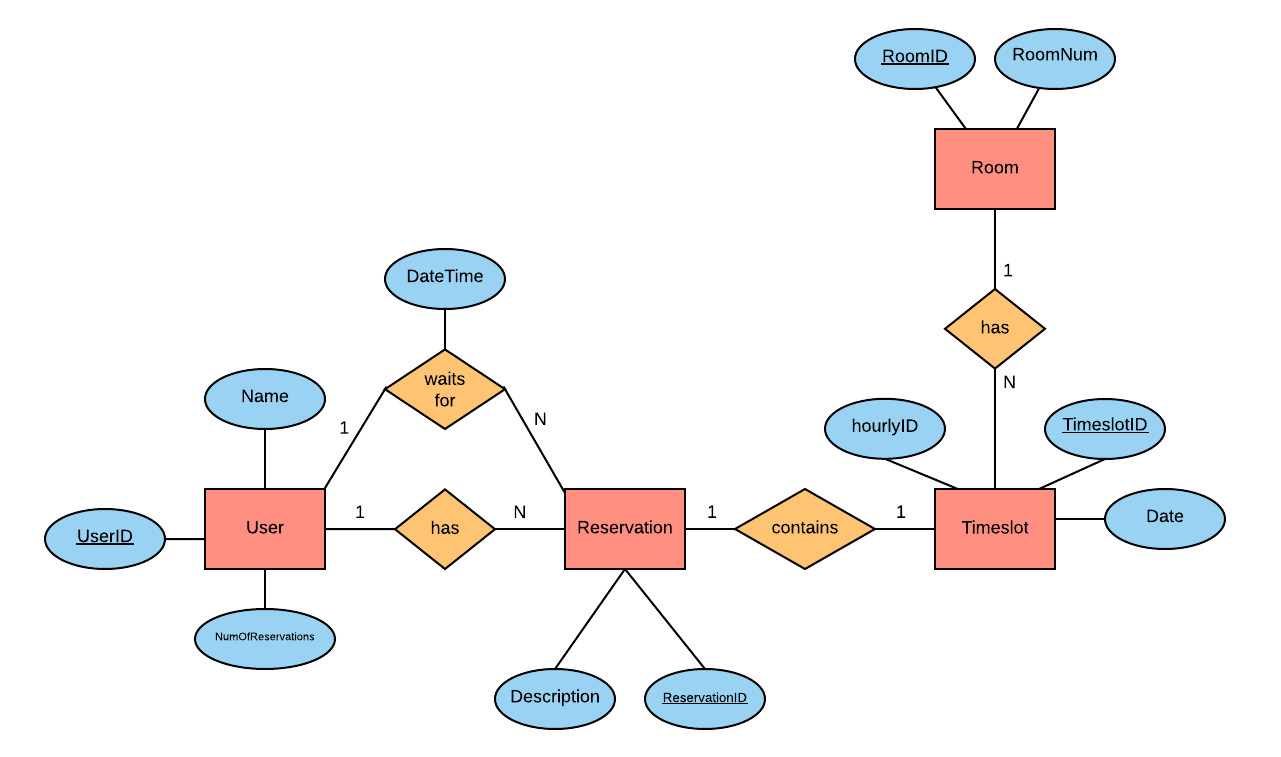 RoomID
RoomNum
Room
1
has
N
DateTime
waits
for
1
N
Name
hourlyID
TimeslotID
UserID
User
1
has
N
Reservation
1
contains
1
Timeslot
Date
NumOfReservations
Description
ReservationID